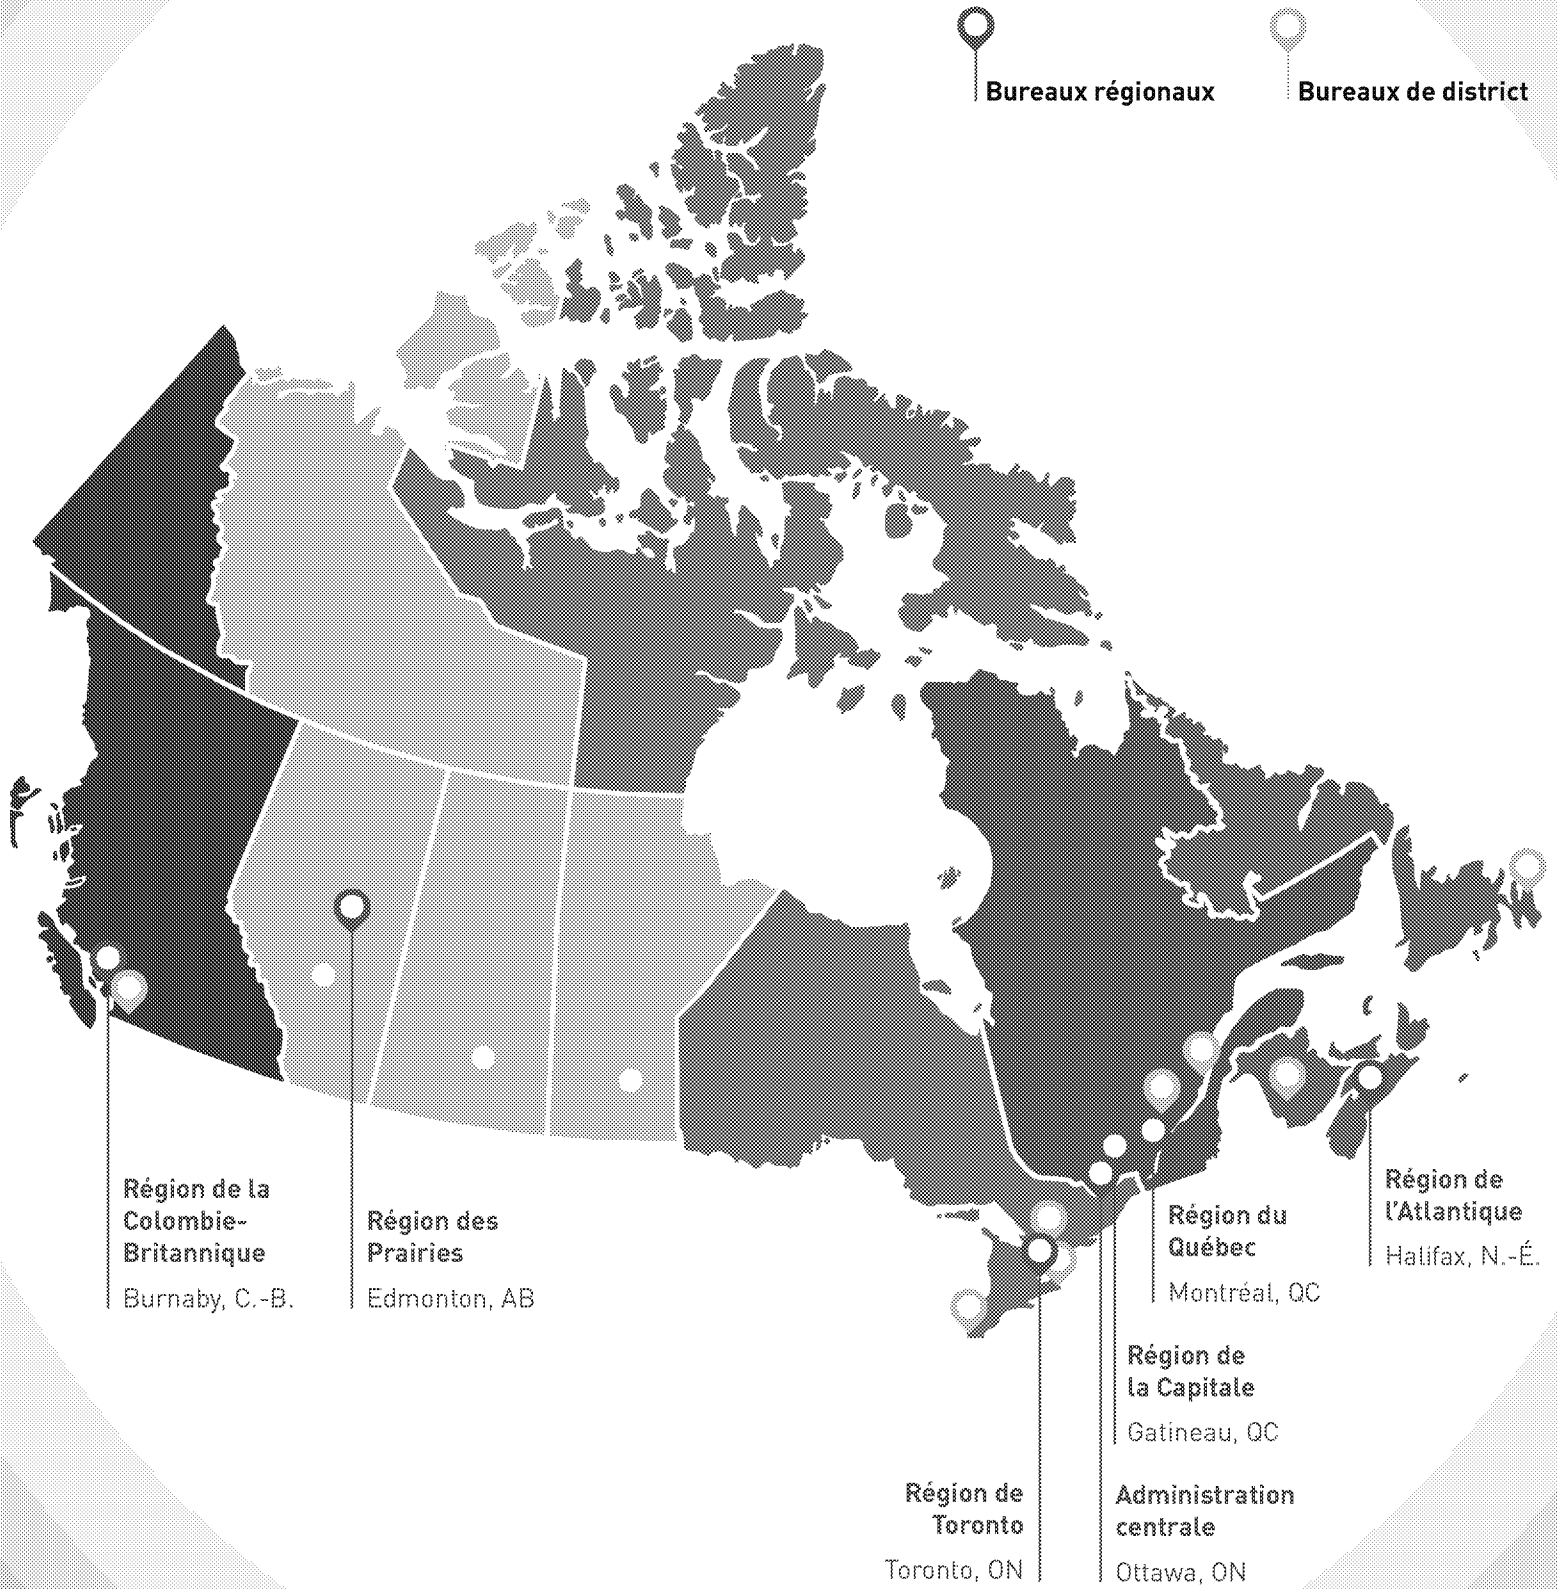 Bureaux régionaux
Bureaux de district
Région de la
Colombie-
Britannique
Burnaby, C.-B.
Région des
Prairies
Edmonton, AB
Région de
l'Atlantique
Halifax, N.-É.
Région du
Québec
Montréal, QC
Région de
la Capitale
Gatineau, QC
Région de
Toronto
Toronto, ON
Administration
centrale
Ottawa, ON